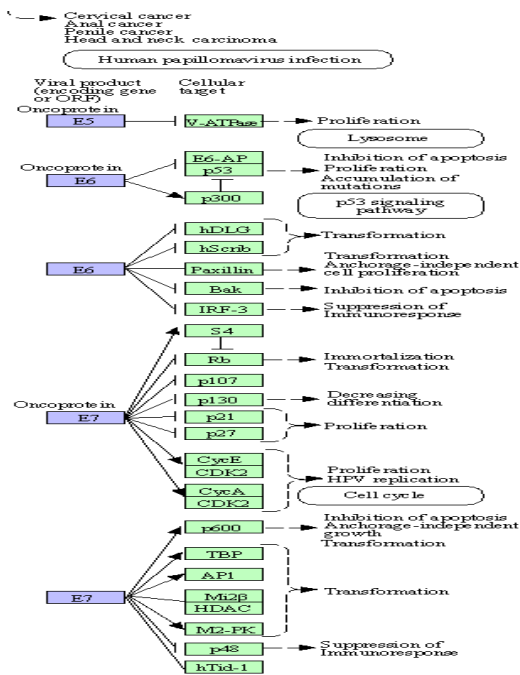 Cervical cancer
Anal cancer
Penile cancer
Head and neck carcinoma
Human papillomavirus infection
Viral product
(encoding gene
or ORF)
Cellular
target
Oncoprotein
E5
V-ATPase
Proliferation
Lysosome
Oncoprotein
E6
E6-AP
p53
p300
Inhibition of apoptosis
Proliferation
Accumulation of
mutations
p53 signaling
pathway
E6
hDLG
hScrib
Transformation
Paxillin
Transformation
Anchorage-independent
cell proliferation
Bak
Inhibition of apoptosis
IRF-3
Suppression of
Immunoresponse
Oncoprotein
E7
S4
Rb
Immortalization
Transformation
p107
p130
Decreasing
differentiation
p21
p27
Proliferation
CycE
CDK2
CycA
CDK2
Proliferation
HPV replication
Cell cycle
E7
p600
Inhibition of apoptosis
Anchorage-independent
growth
Transformation
TBP
AP1
Mi2β
HDAC
M2-PK
Transformation
p48
Suppression of
Immunoresponse
hTid-1